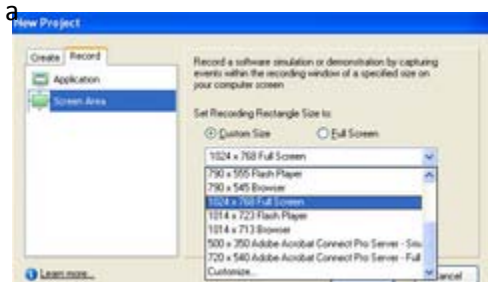 a
New Project
Create Record
Application
Screen Area
Record a software simulation or demonstration by capturing
events within the recording window of a specified size on
your computer screen
Set Recording Rectangle Size to:
Custom Size Full Screen
1024 x 768 Full Screen
790 x 555 Flash Player
790 x 545 Browser
1024 x 768 Full Screen
1014 x 723 Flash Player
1014 x 713 Browser
500 x 350 Adobe Acrobat Connect Pro Server - Sma
720 x 540 Adobe Acrobat Connect Pro Server - Full
Customize...
Learn more... ancel